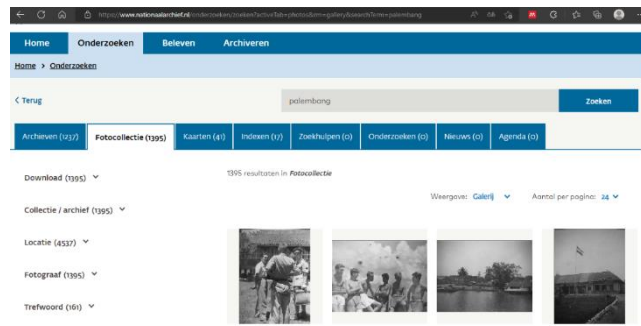 https://www.nationaalarchief.nl/onderzoeken/zoeken?activeTab=photos&rm=gallery&searchTerm=palembang
Home Onderzoeken Beleven Archiveren
Home > Onderzoeken
< Terug palembang Zoeken
Archieven (1237) Fotocollectie (1395) Kaarten (41) Indexen (17) Zoekhulpen (0) Onderzoeken (0) Nieuws (0) Agenda (0)
Download (1395) 1395 resultaten in Fotocollectie
Weergave: Galerij Aantal per pagina: 24
Collectie / archief (1395)
Locatie (4537)
Fotograaf (1395)
Trefwoord (161)